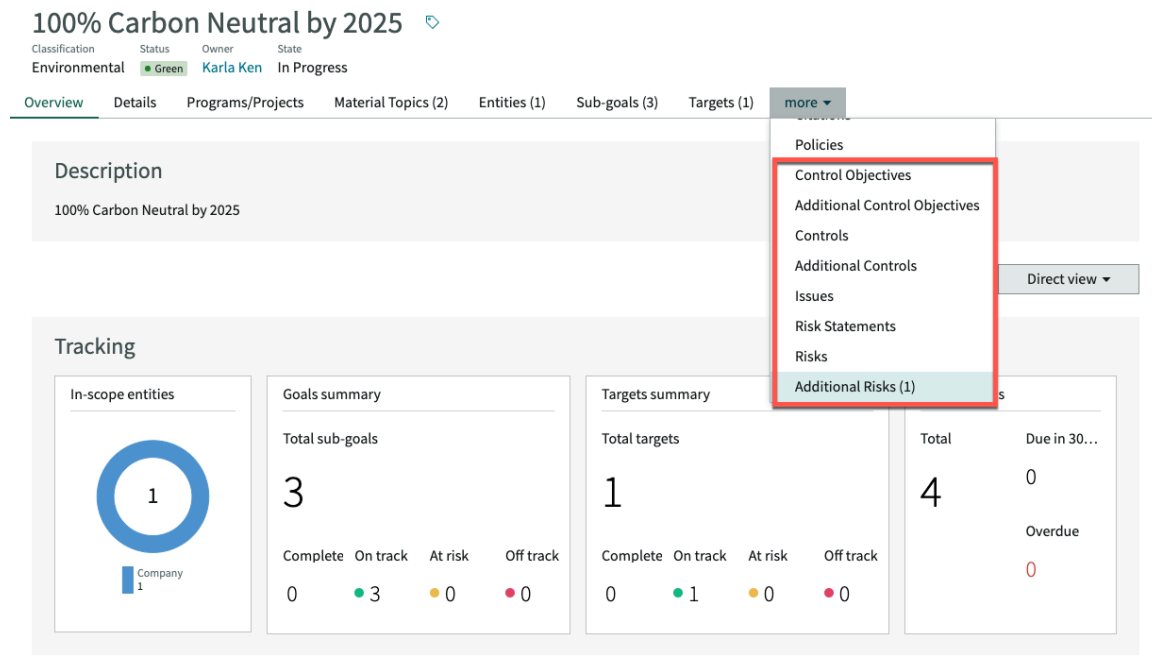 100% Carbon Neutral by 2025
Classification Status Owner State
Environmental Green Karla Ken In Progress
Overview Details Programs/Projects Material Topics (2) Entities (1) Sub-goals (3) Targets (1) more
Policies
Control Objectives
Additional Control Objectives
Controls
Additional Controls
Issues
Risk Statements
Risks
Additional Risks (1)
Description
100% Carbon Neutral by 2025
Direct view
Tracking
In-scope entities
1
Company
1
Goals summary
Total sub-goals
3
Complete On track At risk Off track
0 3 0 0
Targets summary
Total targets
1
Complete On track At risk Off track
0 1 0 0
Total Due in 30…
4 0
Overdue
0